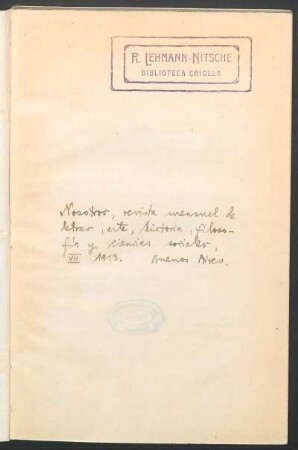 R. LEHMANN-NITSCHE
BIBLIOTECA CRIOLLA
Nosotros, revista mensual de
letras, arte, historia, filoso-
fía y ciencias sociales,
VII 1913. Buenos Aires.